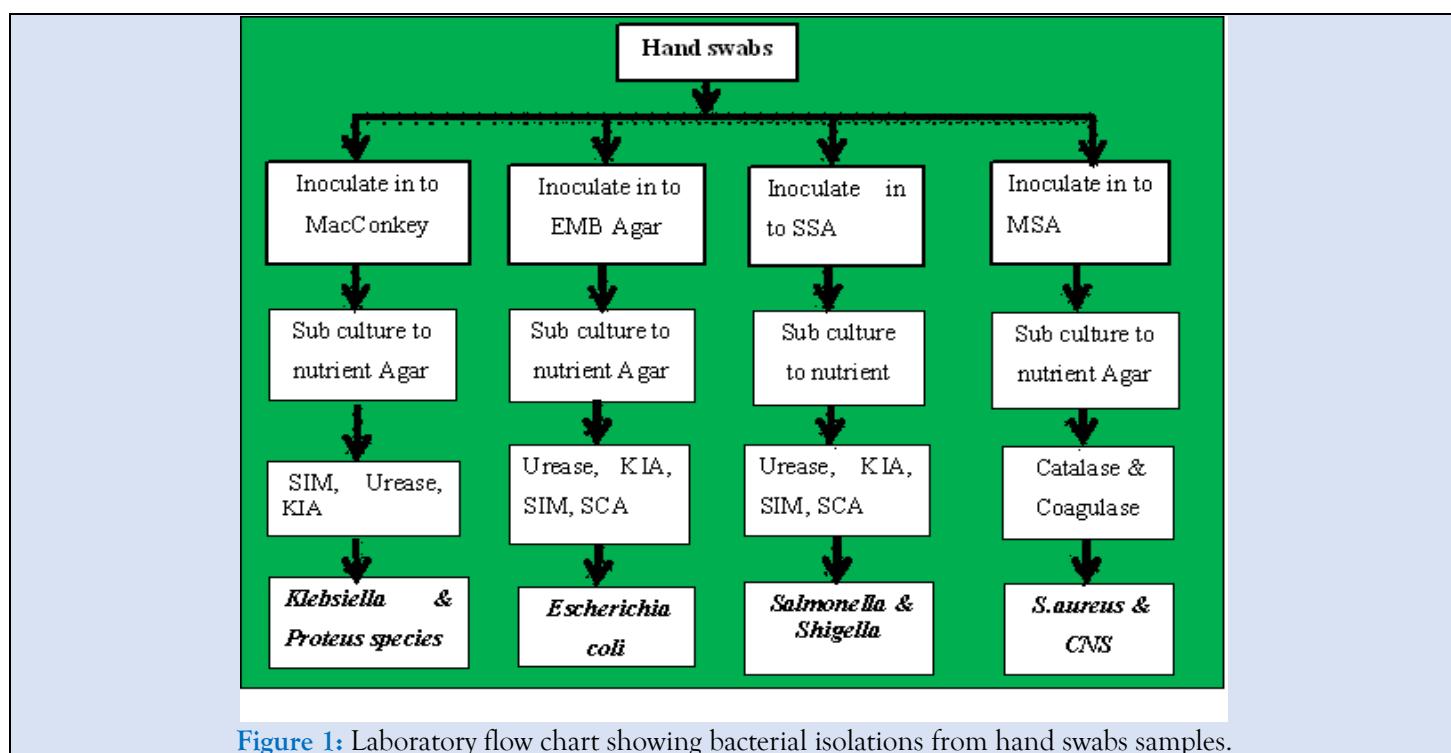 Hand swabs
Inoculate in to
MacConkey
Inoculate in to
EMB Agar
Inoculate in
to SSA
Inoculate in to
MSA
Sub culture to
nutrient Agar
Sub culture to
nutrient Agar
Sub culture
to nutrient
Sub culture to
nutrient Agar
SIM, Urease,
KIA
Urease, KIA,
SIM, SCA
Urease, KIA,
SIM, SCA
Catalase &
Coagulase
Klebsiella &
Proteus species
Escherichia
coli
Salmonella &
Shigella
S.aureus &
CNS
Figure 1: Laboratory flow chart showing bacterial isolations from hand swabs samples.